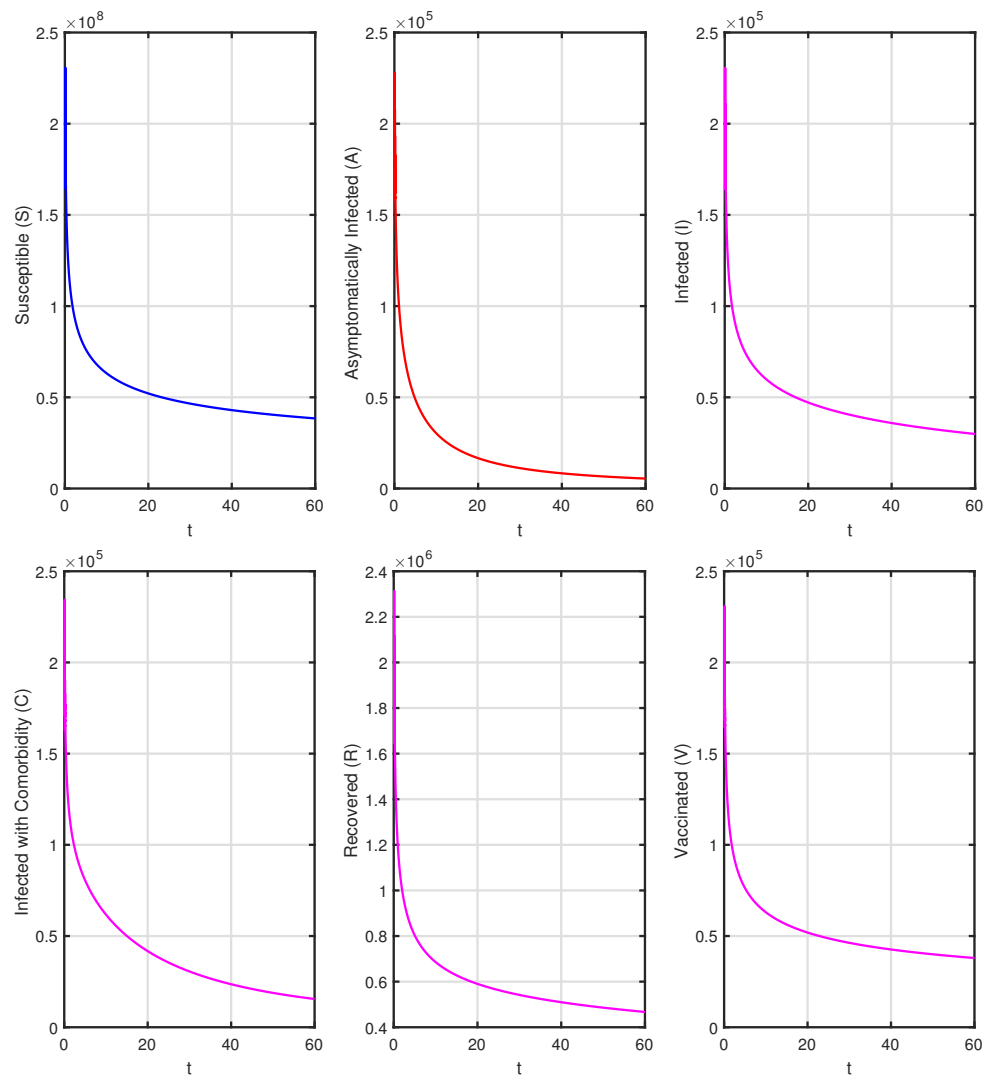 ×10^8
2.5
2
1.5
1
0.5
0
Susceptible (S)
0 20 40 60
t
×10^5
2.5
2
1.5
1
0.5
0
Asymptomatically Infected (A)
0 20 40 60
t
×10^5
2.5
2
1.5
1
0.5
0
Infected (I)
0 20 40 60
t
×10^5
2.5
2
1.5
1
0.5
0
Infected with Comorbidity (C)
0 20 40 60
t
×10^6
2.4
2.2
2
1.8
1.6
1.4
1.2
1
0.8
0.6
0.4
Recovered (R)
0 20 40 60
t
×10^5
2.5
2
1.5
1
0.5
0
Vaccinated (V)
0 20 40 60
t